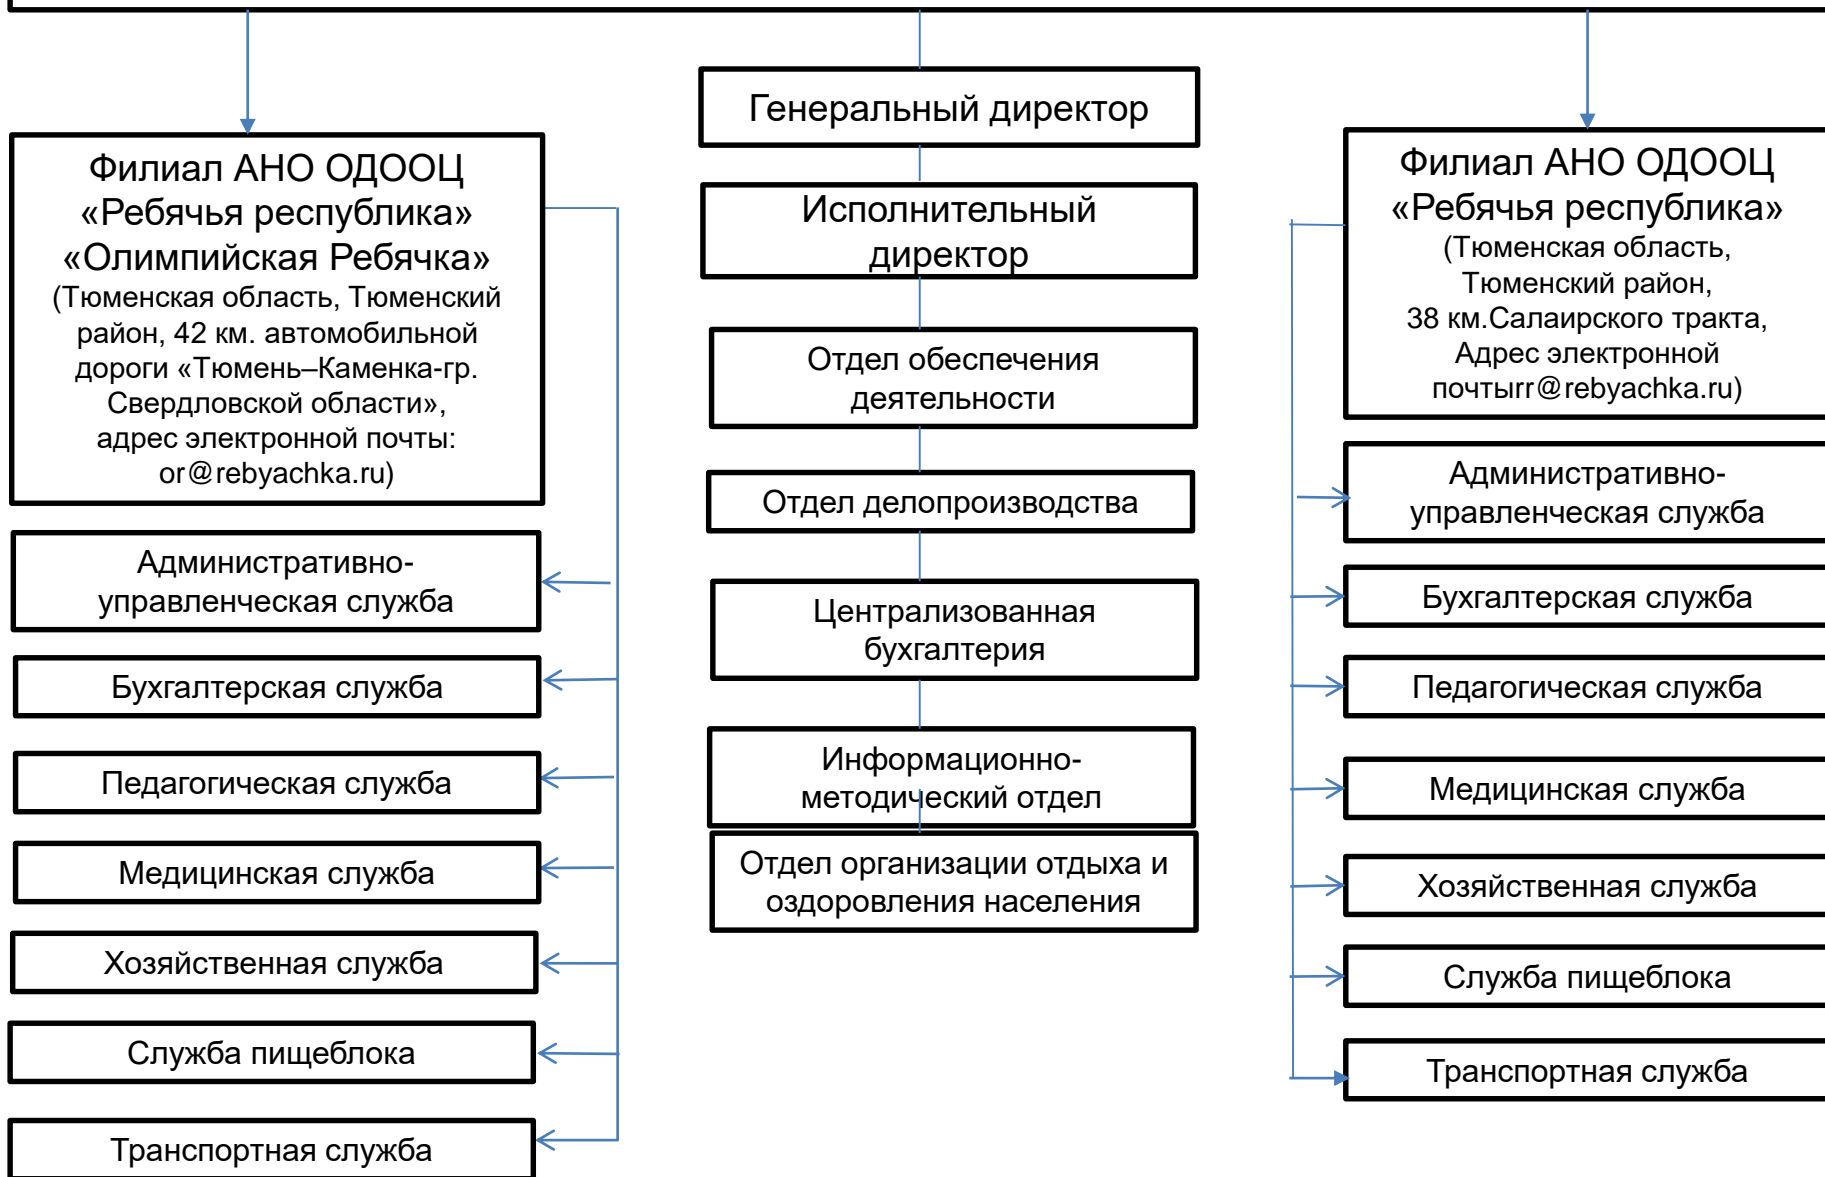 Генеральный директор
Исполнительный
директор
Отдел обеспечения
деятельности
Отдел делопроизводства
Централизованная
бухгалтерия
Информационно-
методический отдел
Отдел организации отдыха и
оздоровления населения
Филиал АНО ОДООЦ
«Ребячья республика»
«Олимпийская Ребячка»
(Тюменская область, Тюменский
район, 42 км. автомобильной
дороги «Тюмень–Каменка-гр.
Свердловской области»,
адрес электронной почты:
or@rebyachka.ru)
Административно-
управленческая служба
Бухгалтерская служба
Педагогическая служба
Медицинская служба
Хозяйственная служба
Служба пищеблока
Транспортная служба
Филиал АНО ОДООЦ
«Ребячья республика»
(Тюменская область,
Тюменский район,
38 км.Салаирского тракта,
Адрес электронной
почтыrr@rebyachka.ru)
Административно-
управленческая служба
Бухгалтерская служба
Педагогическая служба
Медицинская служба
Хозяйственная служба
Служба пищеблока
Транспортная служба